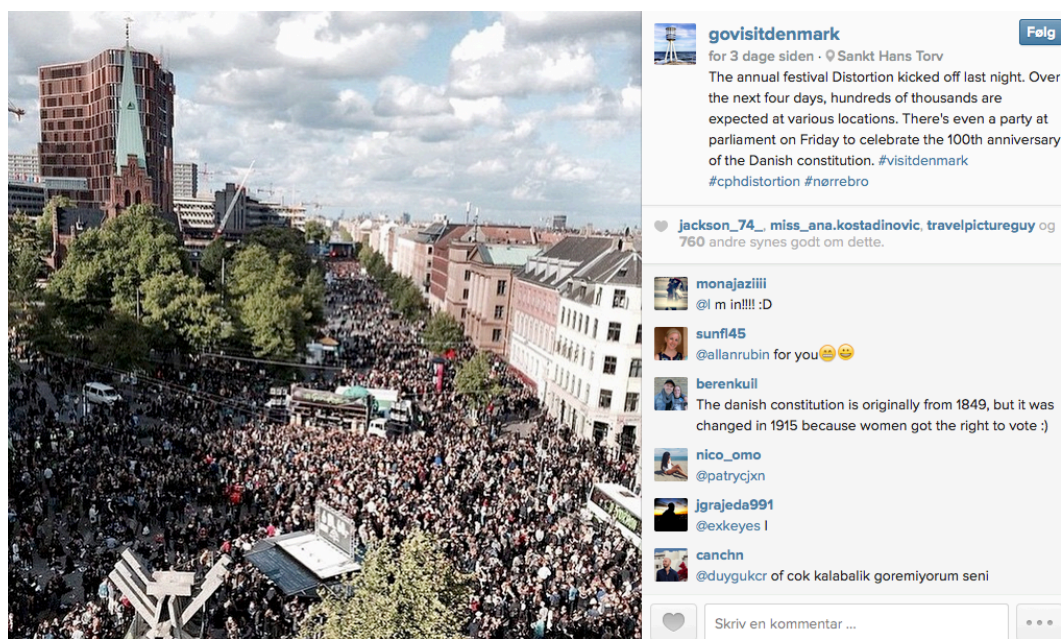 govisitdenmark
Følg
for 3 dage siden · Sankt Hans Torv
The annual festival Distortion kicked off last night. Over
the next four days, hundreds of thousands are
expected at various locations. There's even a party at
parliament on Friday to celebrate the 100th anniversary
of the Danish constitution. #visitdenmark
#cphdistortion #nørrebro
jackson_74_, miss_ana.kostadinovic, travelpictureguy og
760 andre synes godt om dette.
monajaziiii
@I m in!!!! :D
sunfl45
@allanrubin for you😁😀
berenkuil
The danish constitution is originally from 1849, but it was
changed in 1915 because women got the right to vote :)
nico_omo
@patrycjxn
jgrajeda991
@exkeyes I
canchn
@duygukcr of cok kalabalik goremiyorum seni
Skriv en kommentar ...